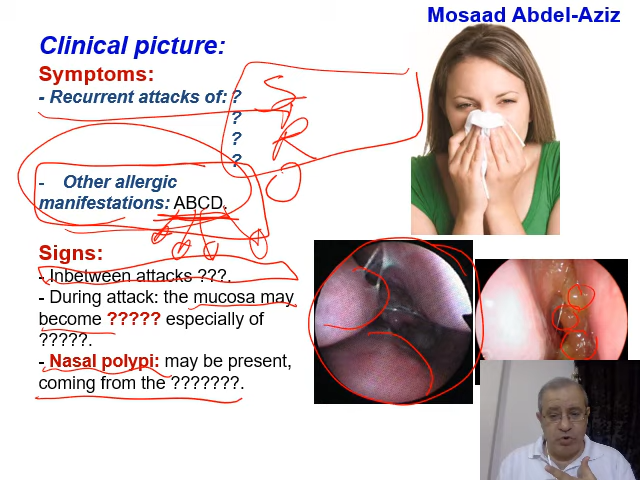 Mosaad Abdel-Aziz
Clinical picture:
Symptoms:
- Recurrent attacks of: ?
?
?
?
S
R
O
- Other allergic
manifestations: ABCD.
Signs:
- Inbetween attacks ???.
- During attack: the mucosa may
become ????? especially of
?????.
- Nasal polypi: may be present,
coming from the ???????.